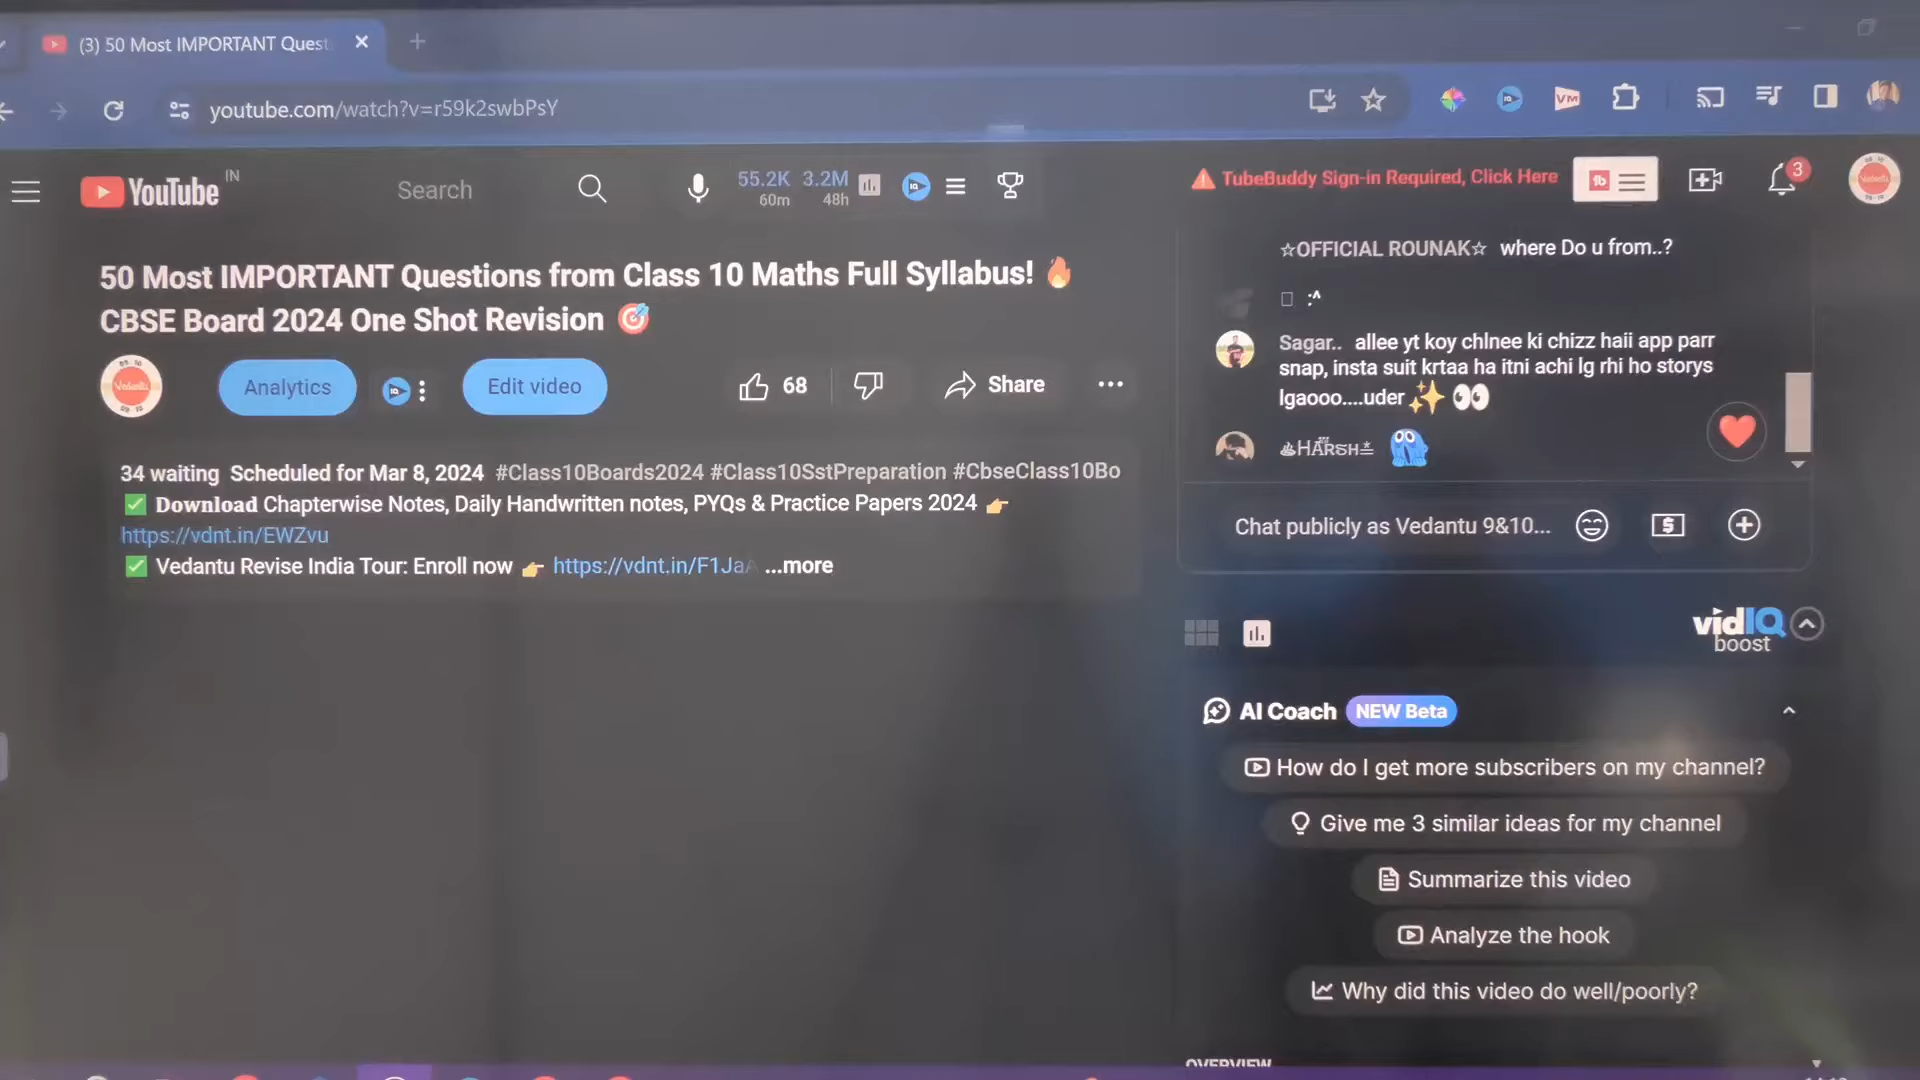 (3) 50 Most IMPORTANT Quest
youtube.com/watch?v=r59k2swbPsY
YouTube IN
Search
55.2K 3.2M
60m 48h
TubeBuddy Sign-in Required, Click Here
3
50 Most IMPORTANT Questions from Class 10 Maths Full Syllabus! 🔥
CBSE Board 2024 One Shot Revision 🎯
Vedantu
Analytics
Edit video
68
Share
34 waiting Scheduled for Mar 8, 2024 #Class10Boards2024 #Class10SstPreparation #CbseClass10Bo
✅ Download Chapterwise Notes, Daily Handwritten notes, PYQs & Practice Papers 2024 👉
https://vdnt.in/EWZvu
✅ Vedantu Revise India Tour: Enroll now 👉 https://vdnt.in/F1Ja ...more
☆OFFICIAL ROUNAK☆ where Do u from..?
:^
Sagar.. allee yt koy chlnee ki chizz haii app parr
snap, insta suit krtaa ha itni achi lg rhi ho storys
lgaooo....uder ✨ 👀
HARSH
Chat publicly as Vedantu 9&10...
vidIQ
boost
AI Coach NEW Beta
How do I get more subscribers on my channel?
Give me 3 similar ideas for my channel
Summarize this video
Analyze the hook
Why did this video do well/poorly?
OVERVIEW